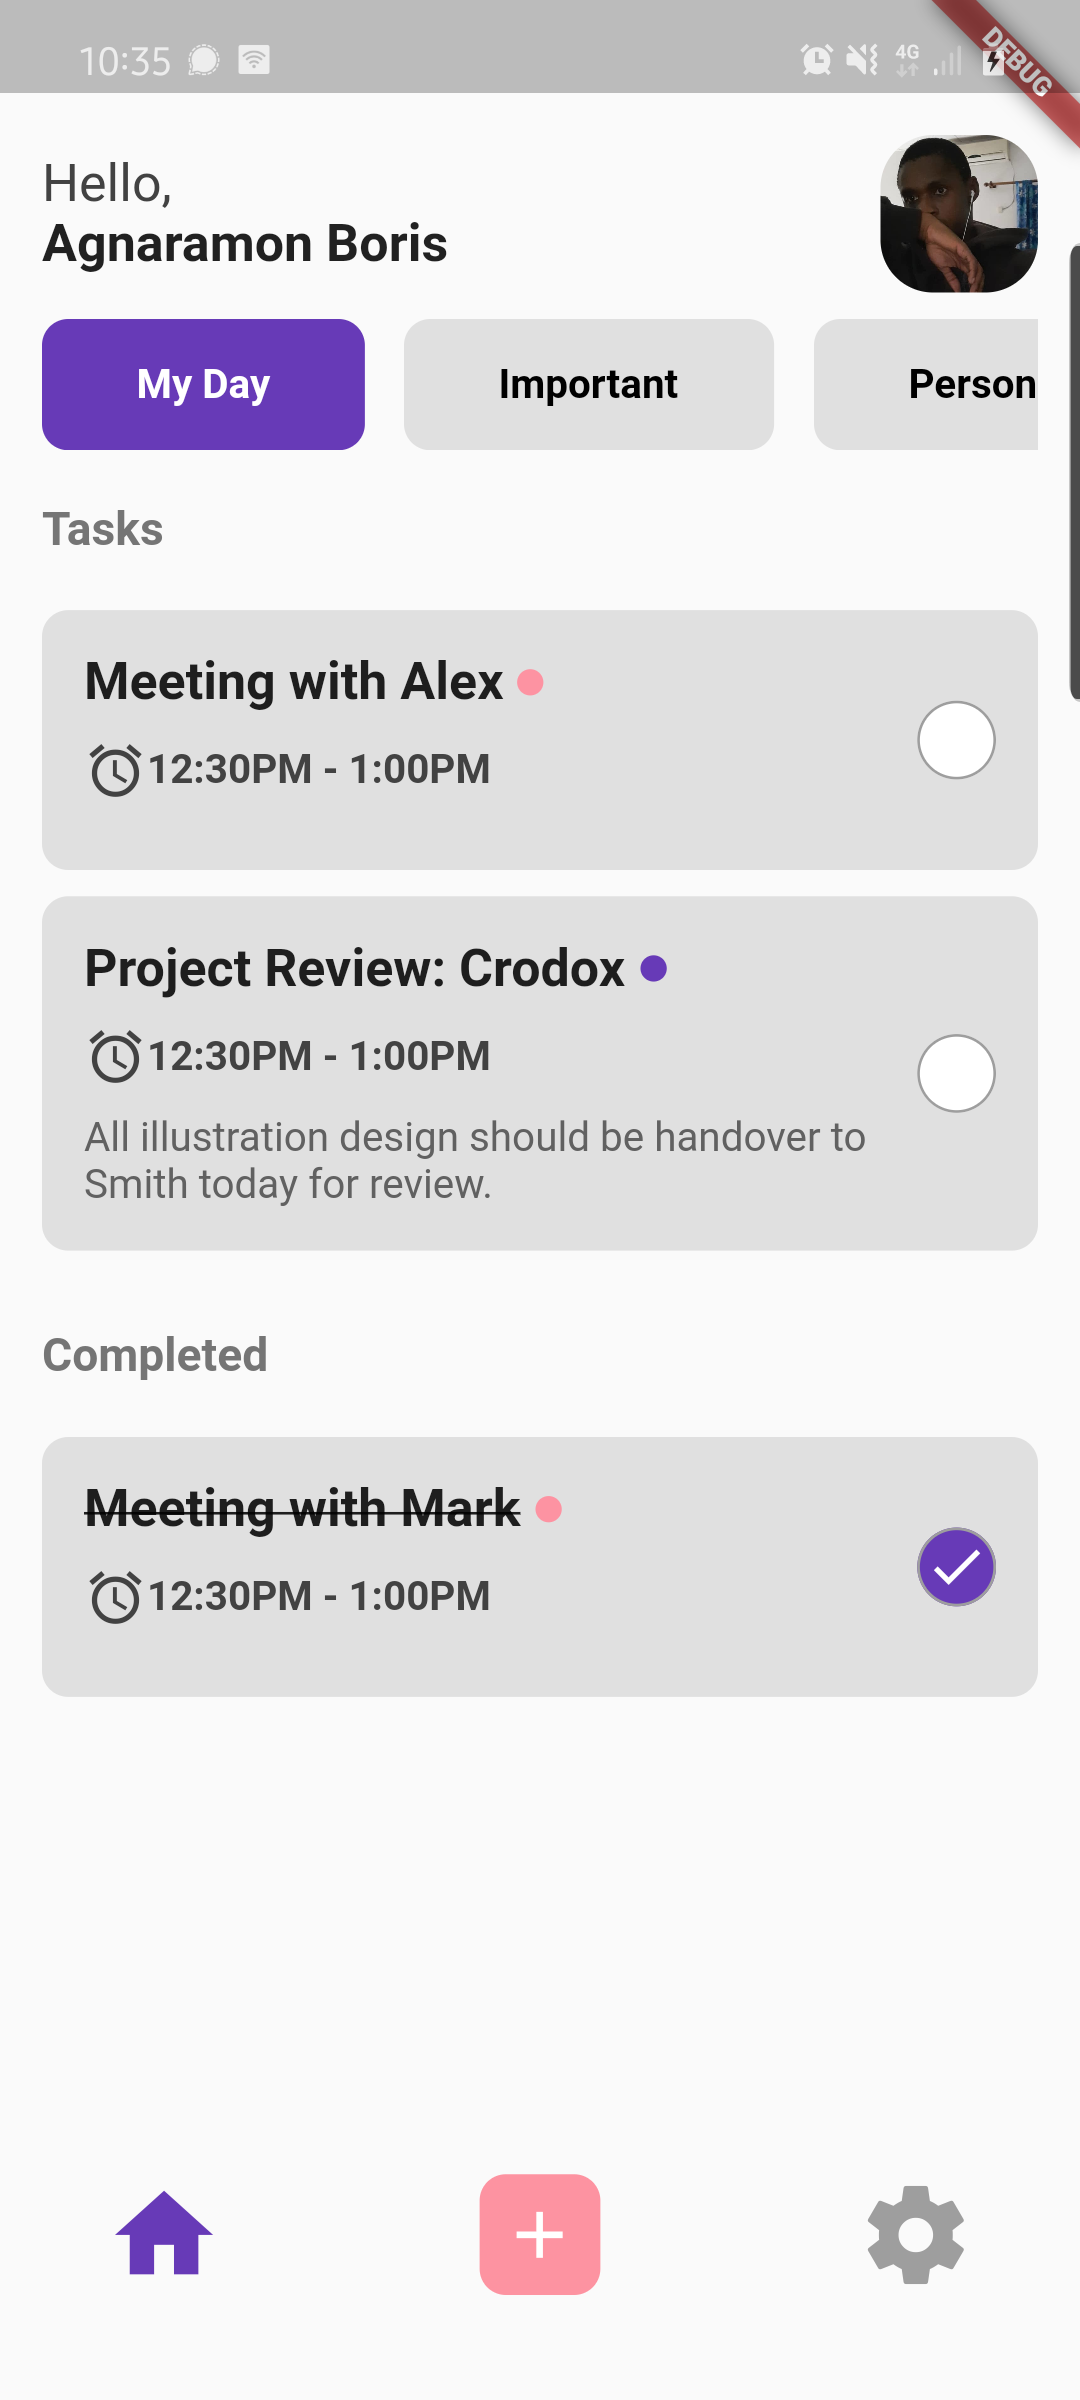 10:35
4G
DEBUG
Hello,
Agnaramon Boris
My Day
Important
Person
Tasks
Meeting with Alex
12:30PM - 1:00PM
Project Review: Crodox
12:30PM - 1:00PM
All illustration design should be handover to
Smith today for review.
Completed
Meeting with Mark
12:30PM - 1:00PM